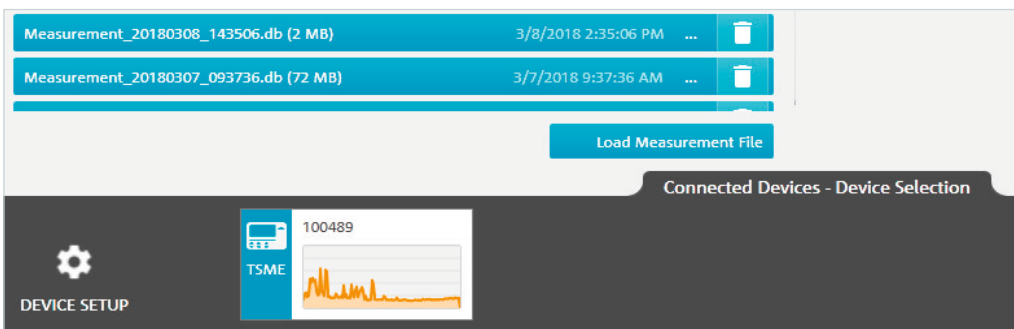 Measurement_20180308_143506.db (2 MB) 3/8/2018 2:35:06 PM ...
Measurement_20180307_093736.db (72 MB) 3/7/2018 9:37:36 AM ...
Load Measurement File
Connected Devices - Device Selection
100489
TSME
DEVICE SETUP